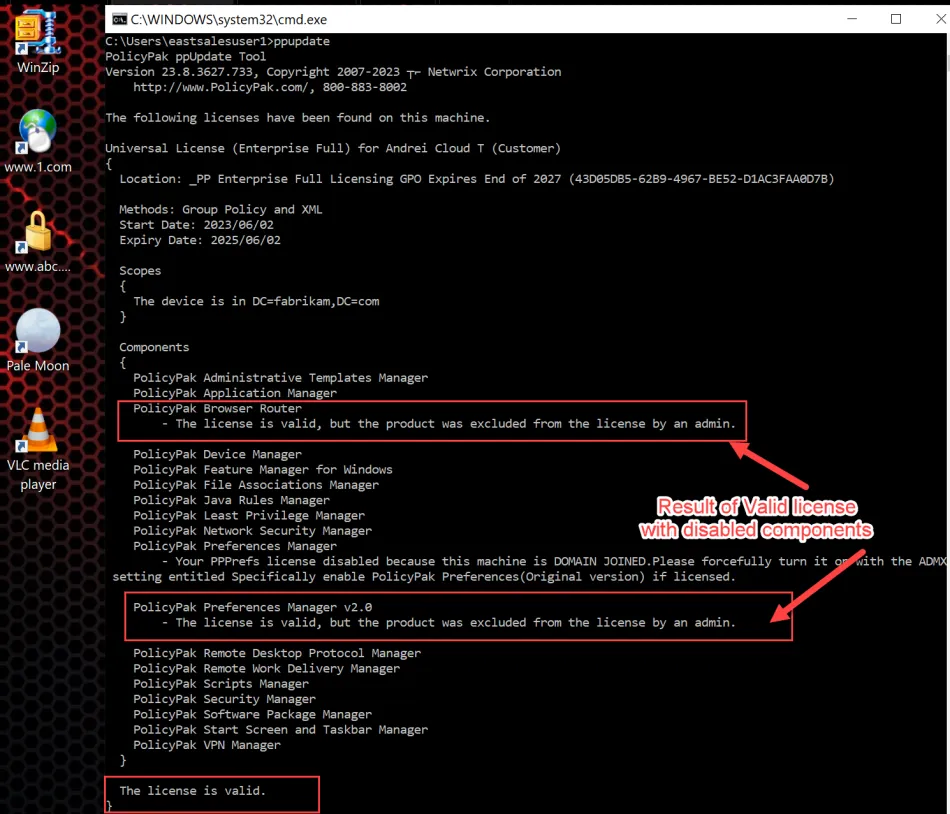 C:\WINDOWS\system32\cmd.exe
WinZip
www.1.com
www.abc....
Pale Moon
VLC media
player
C:\Users\eastsalesuser1>ppupdate
PolicyPak ppUpdate Tool
Version 23.8.3627.733, Copyright 2007-2023 ┬⌐ Netwrix Corporation
http://www.PolicyPak.com/, 800-883-8002
The following licenses have been found on this machine.
Universal License (Enterprise Full) for Andrei Cloud T (Customer)
{
Location: _PP Enterprise Full Licensing GPO Expires End of 2027 (43D05DB5-62B9-4967-BE52-D1AC3FAA0D7B)
Methods: Group Policy and XML
Start Date: 2023/06/02
Expiry Date: 2025/06/02
Scopes
{
The device is in DC=fabrikam,DC=com
}
Components
{
PolicyPak Administrative Templates Manager
PolicyPak Application Manager
PolicyPak Browser Router
- The license is valid, but the product was excluded from the license by an admin.
PolicyPak Device Manager
PolicyPak Feature Manager for Windows
PolicyPak File Associations Manager
PolicyPak Java Rules Manager
PolicyPak Least Privilege Manager
PolicyPak Network Security Manager
PolicyPak Preferences Manager
- Your PPPrefs license disabled because this machine is DOMAIN JOINED.Please forcefully turn it on with the ADMX
setting entitled Specifically enable PolicyPak Preferences(Original version) if licensed.
PolicyPak Preferences Manager v2.0
- The license is valid, but the product was excluded from the license by an admin.
PolicyPak Remote Desktop Protocol Manager
PolicyPak Remote Work Delivery Manager
PolicyPak Scripts Manager
PolicyPak Security Manager
PolicyPak Software Package Manager
PolicyPak Start Screen and Taskbar Manager
PolicyPak VPN Manager
}
The license is valid.
}
Result of Valid license
with disabled components